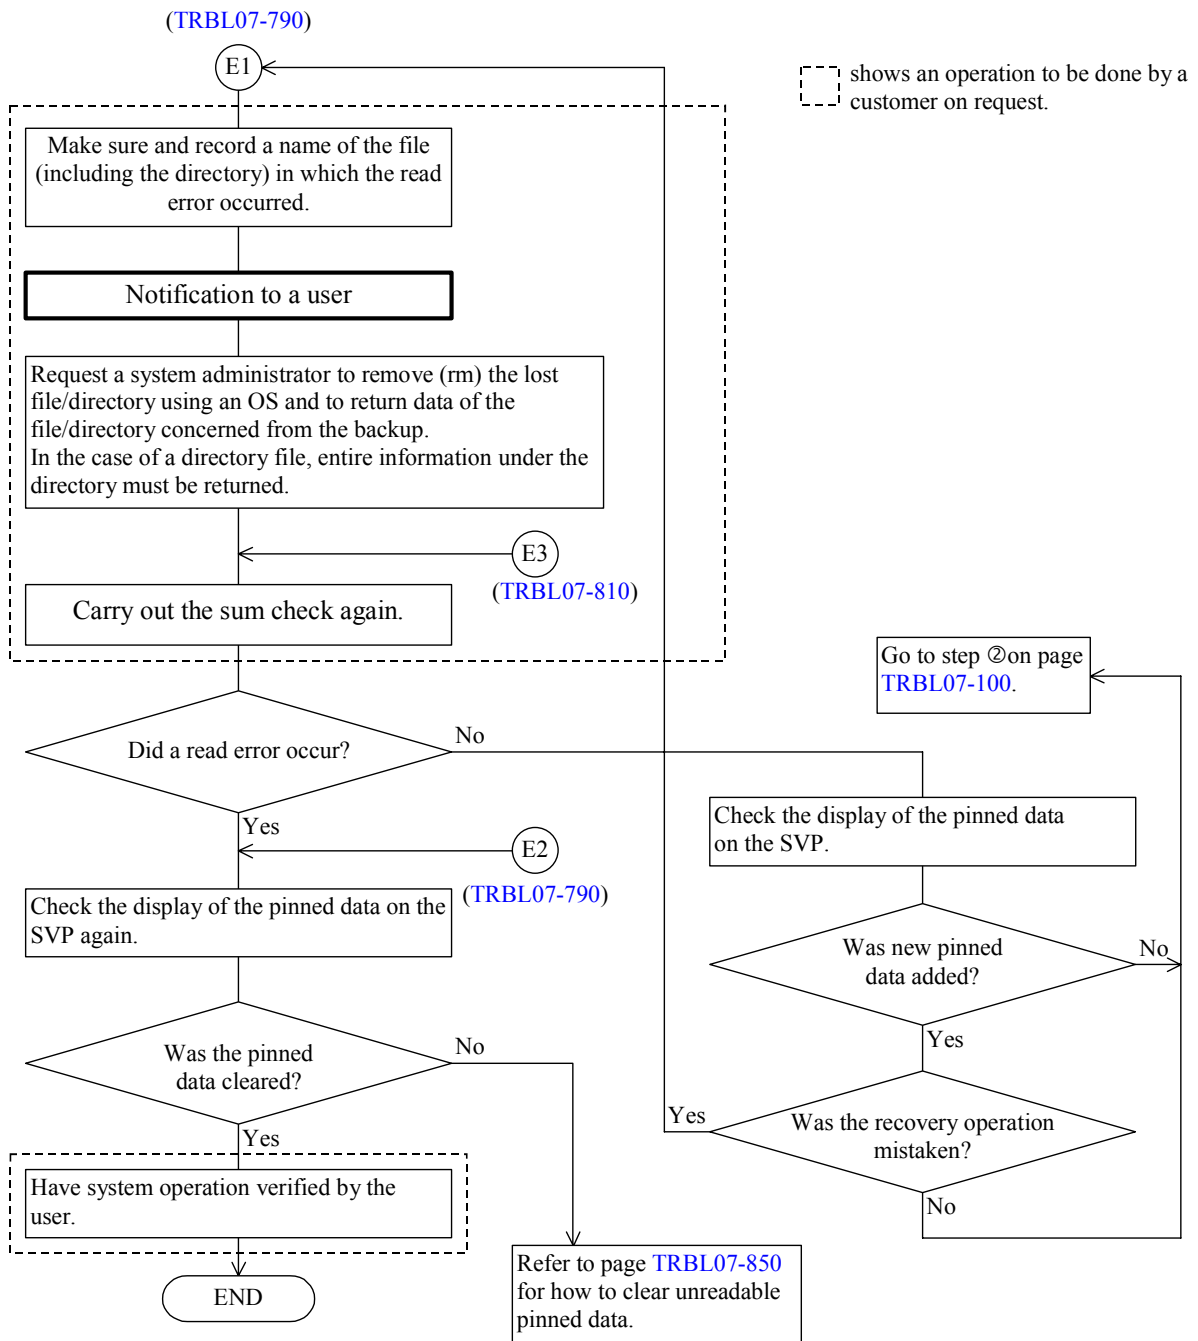 (TRBL07-790)
E1
shows an operation to be done by a
customer on request.
Make sure and record a name of the file
(including the directory) in which the read
error occurred.
Notification to a user
Request a system administrator to remove (rm) the lost
file/directory using an OS and to return data of the
file/directory concerned from the backup.
In the case of a directory file, entire information under the
directory must be returned.
E3
(TRBL07-810)
Carry out the sum check again.
Go to step ②on page
TRBL07-100.
Did a read error occur?
No
Yes
Check the display of the pinned data
on the SVP.
E2
(TRBL07-790)
Check the display of the pinned data on the
SVP again.
Was new pinned
data added?
No
Yes
Was the pinned
data cleared?
No
Yes
Was the recovery operation
mistaken?
Yes
No
Have system operation verified by the
user.
END
Refer to page TRBL07-850
for how to clear unreadable
pinned data.